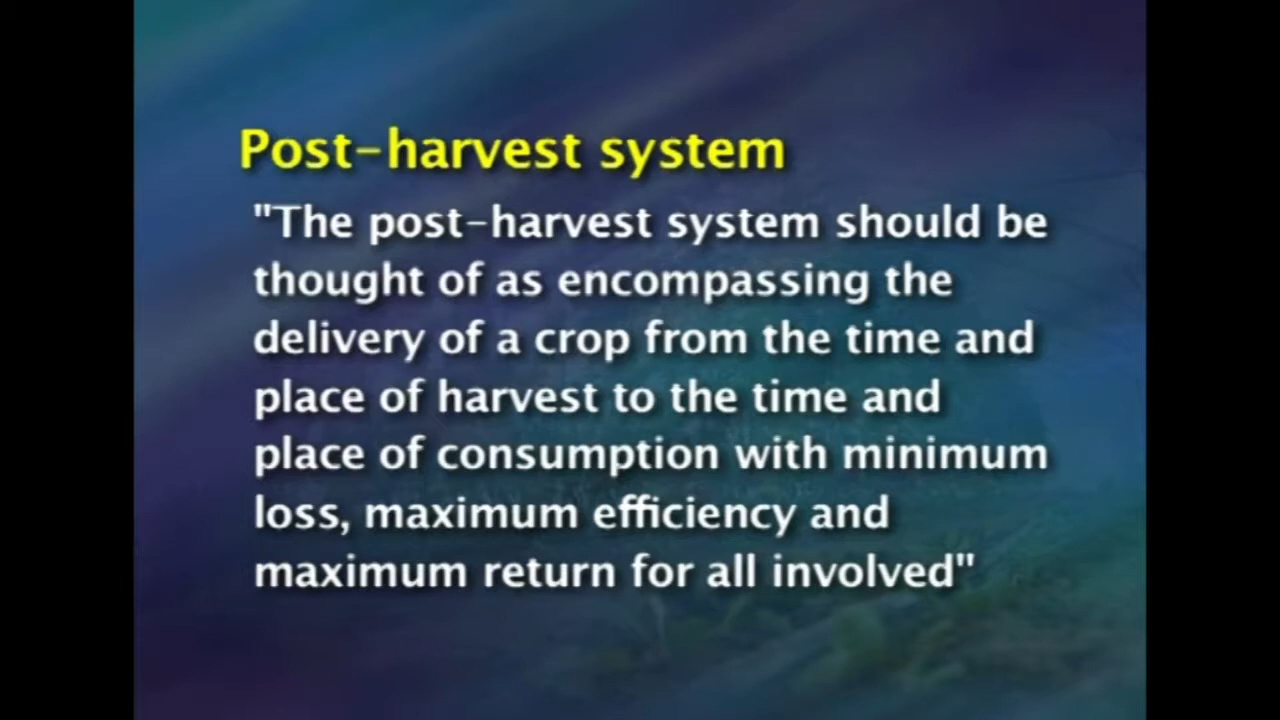 Post-harvest system
"The post-harvest system should be
thought of as encompassing the
delivery of a crop from the time and
place of harvest to the time and
place of consumption with minimum
loss, maximum efficiency and
maximum return for all involved"